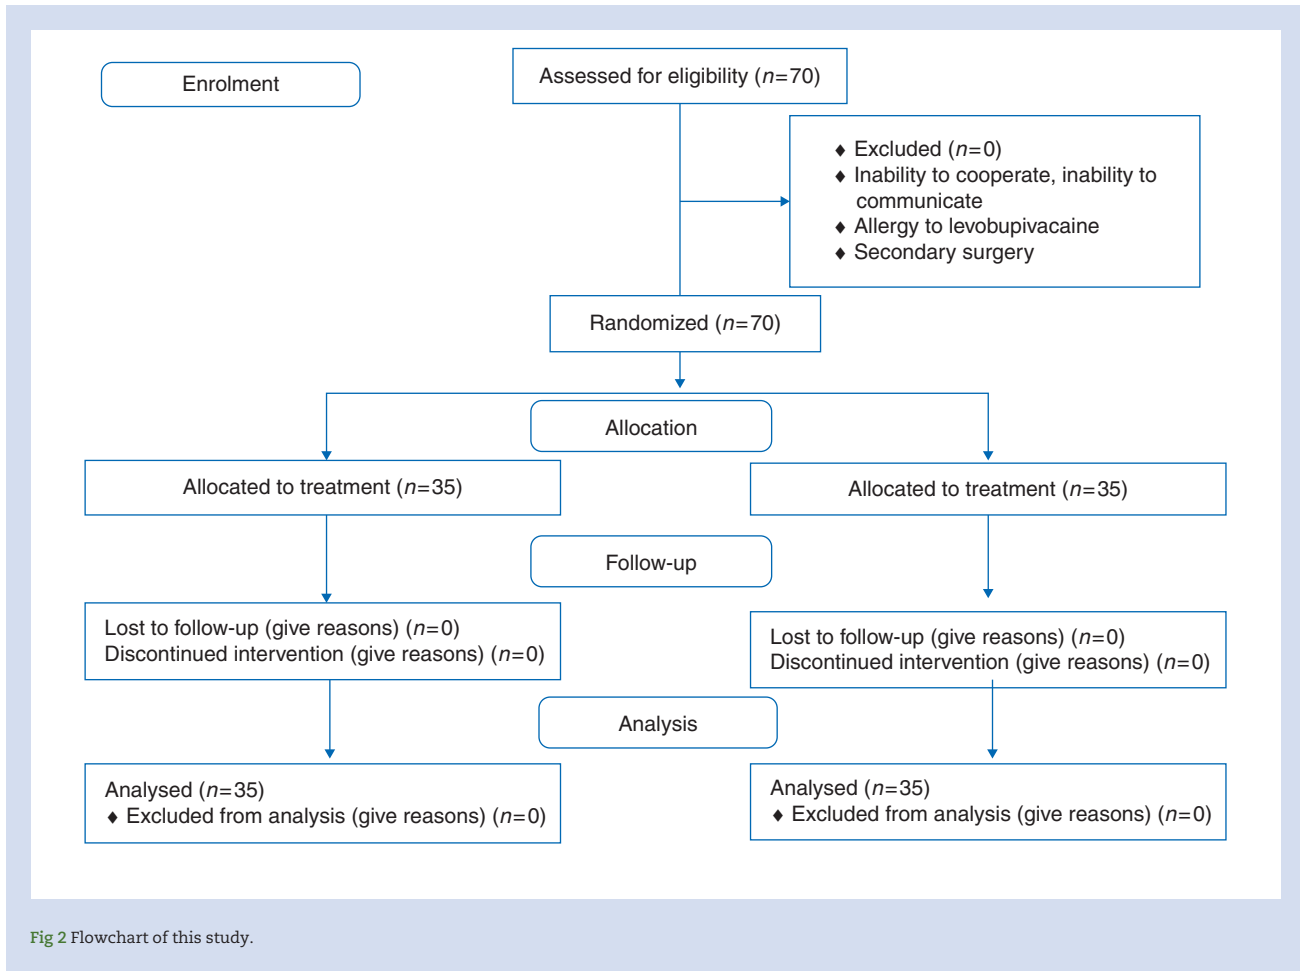 Enrolment
Assessed for eligibility (n=70)
♦ Excluded (n=0)
♦ Inability to cooperate, inability to
communicate
♦ Allergy to levobupivacaine
♦ Secondary surgery
Randomized (n=70)
Allocation
Allocated to treatment (n=35)
Allocated to treatment (n=35)
Follow-up
Lost to follow-up (give reasons) (n=0)
Discontinued intervention (give reasons) (n=0)
Lost to follow-up (give reasons) (n=0)
Discontinued intervention (give reasons) (n=0)
Analysis
Analysed (n=35)
♦ Excluded from analysis (give reasons) (n=0)
Analysed (n=35)
♦ Excluded from analysis (give reasons) (n=0)
Fig 2 Flowchart of this study.